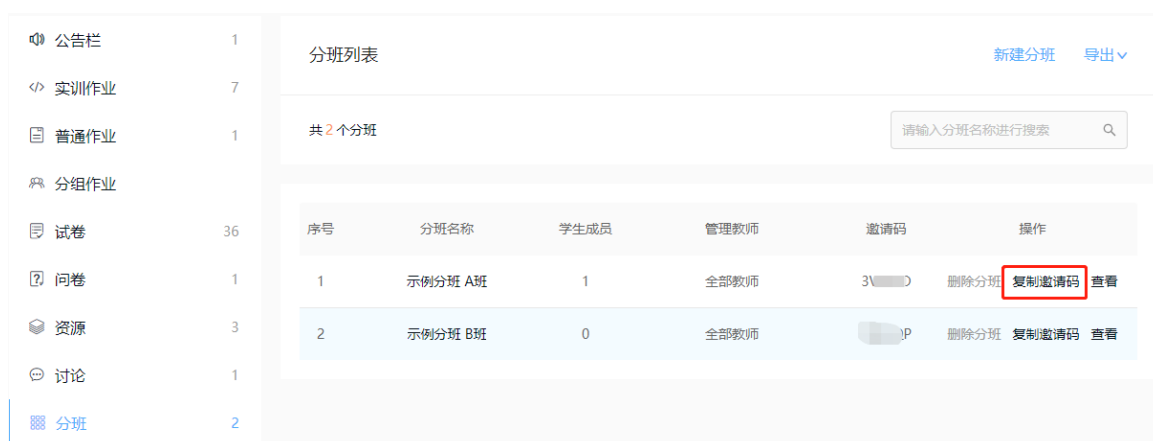 公告栏 1
实训作业 7
普通作业 1
分组作业
试卷 36
问卷 1
资源 3
讨论 1
分班 2
分班列表 新建分班 导出
共 2 个分班 请输入分班名称进行搜索
序号 分班名称 学生成员 管理教师 邀请码 操作
1 示例分班 A班 1 全部教师 删除分班 复制邀请码 查看
2 示例分班 B班 0 全部教师 删除分班 复制邀请码 查看